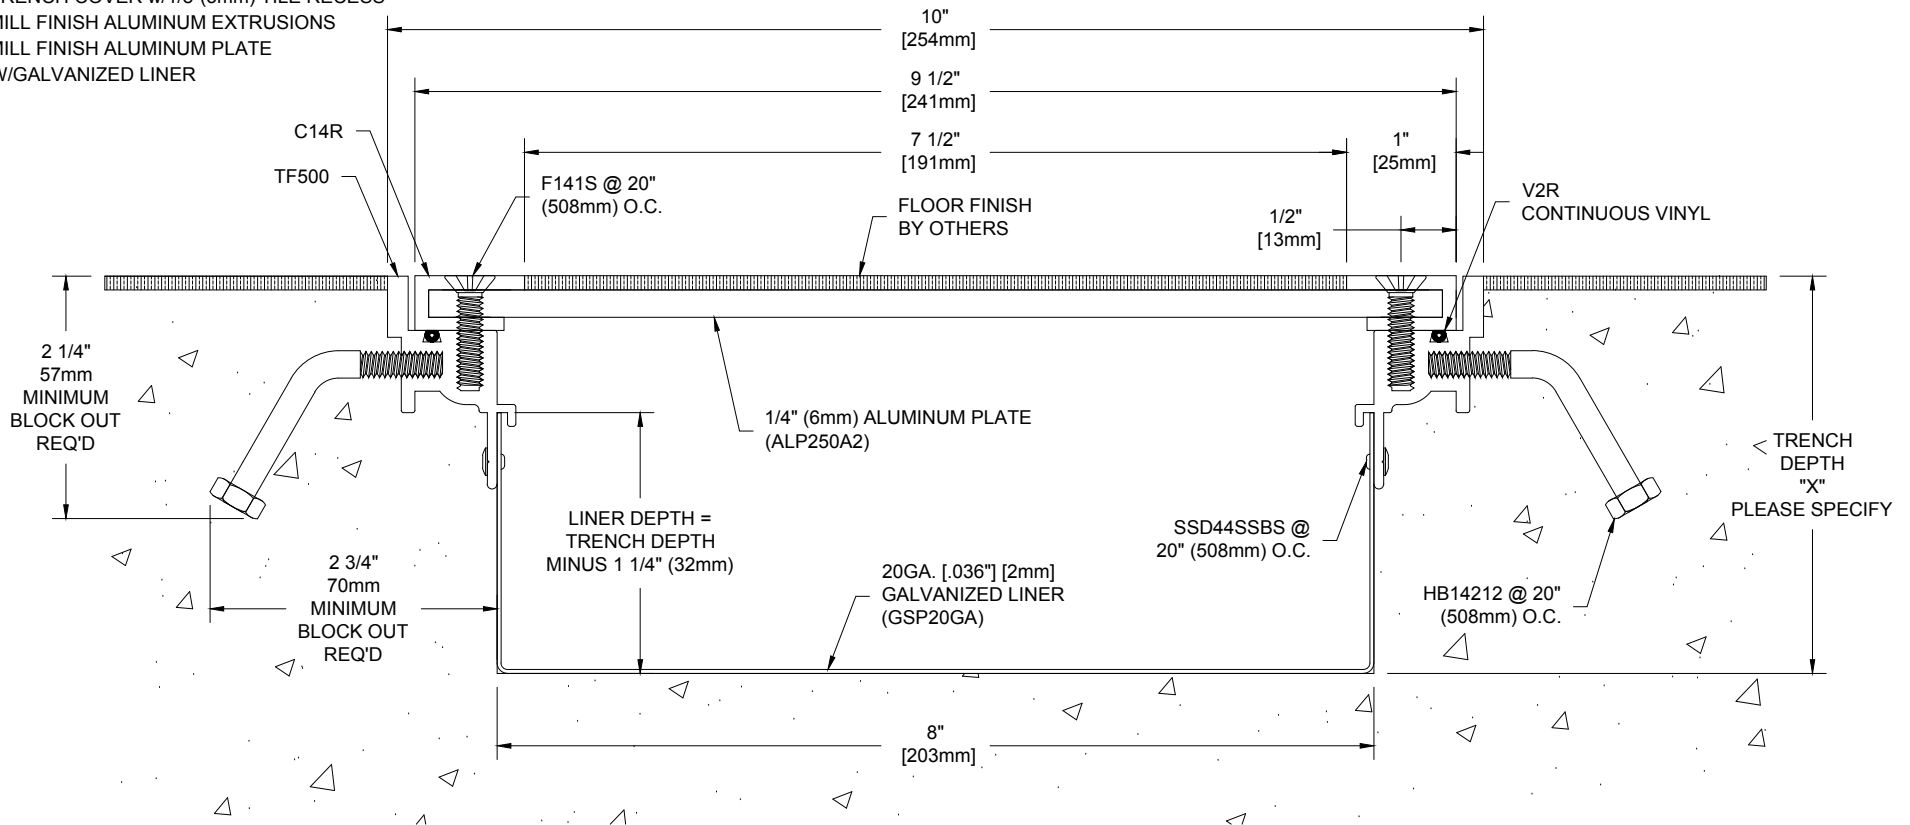 MILL FINISH ALUMINUM EXTRUSIONS
MILL FINISH ALUMINUM PLATE
W/GALVANIZED LINER
10"
[254mm]
9 1/2"
[241mm]
7 1/2"
[191mm]
1"
[25mm]
C14R
TF500
F141S @ 20"
(508mm) O.C.
FLOOR FINISH
BY OTHERS
1/2"
[13mm]
V2R
CONTINUOUS VINYL
2 1/4"
57mm
MINIMUM
BLOCK OUT
REQ'D
1/4" (6mm) ALUMINUM PLATE
(ALP250A2)
TRENCH
DEPTH
"X"
PLEASE SPECIFY
LINER DEPTH =
TRENCH DEPTH
MINUS 1 1/4" (32mm)
SSD44SSBS @
20" (508mm) O.C.
2 3/4"
70mm
MINIMUM
BLOCK OUT
REQ'D
20GA. [.036"] [2mm]
GALVANIZED LINER
(GSP20GA)
HB14212 @ 20"
(508mm) O.C.
8"
[203mm]